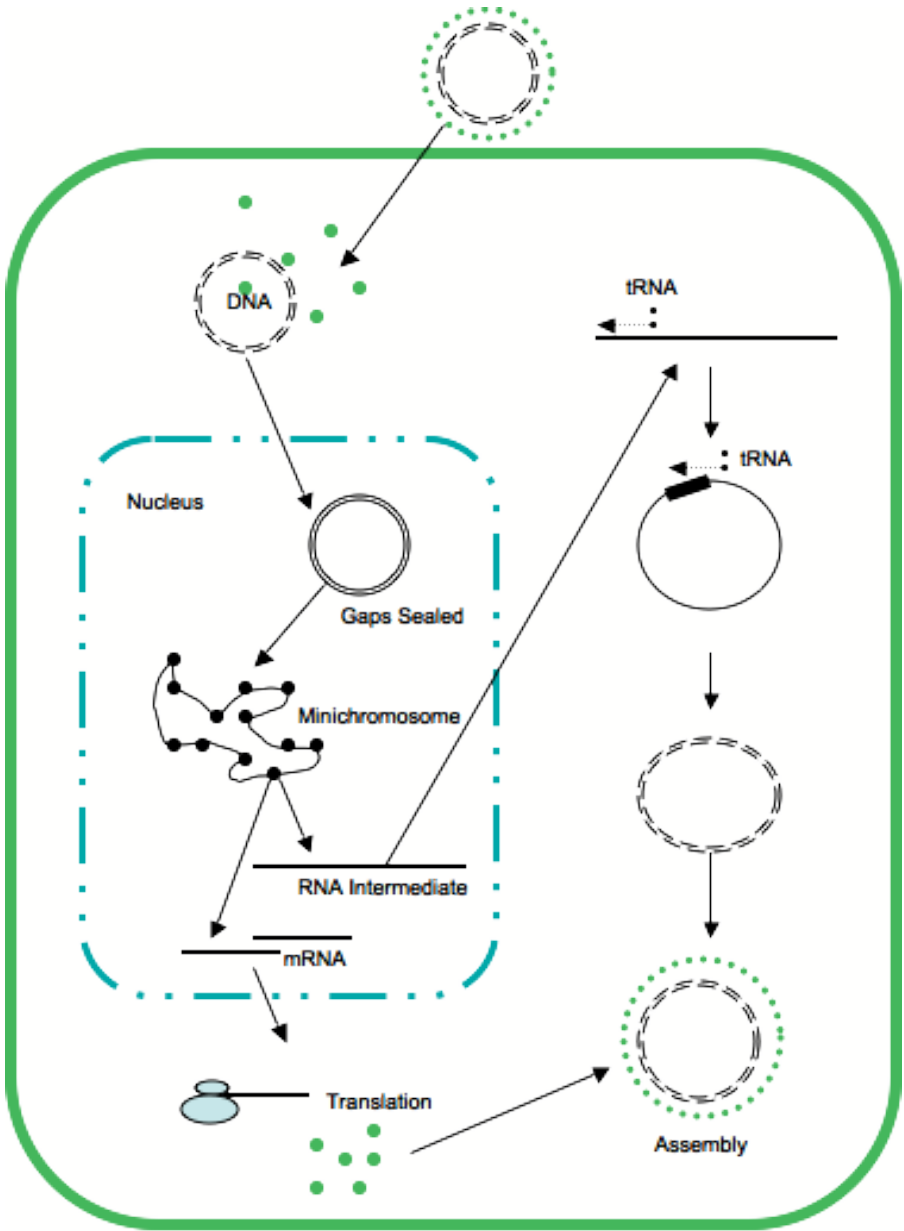 DNA
tRNA
tRNA
Nucleus
Gaps Sealed
Minichromosome
RNA Intermediate
mRNA
Translation
Assembly